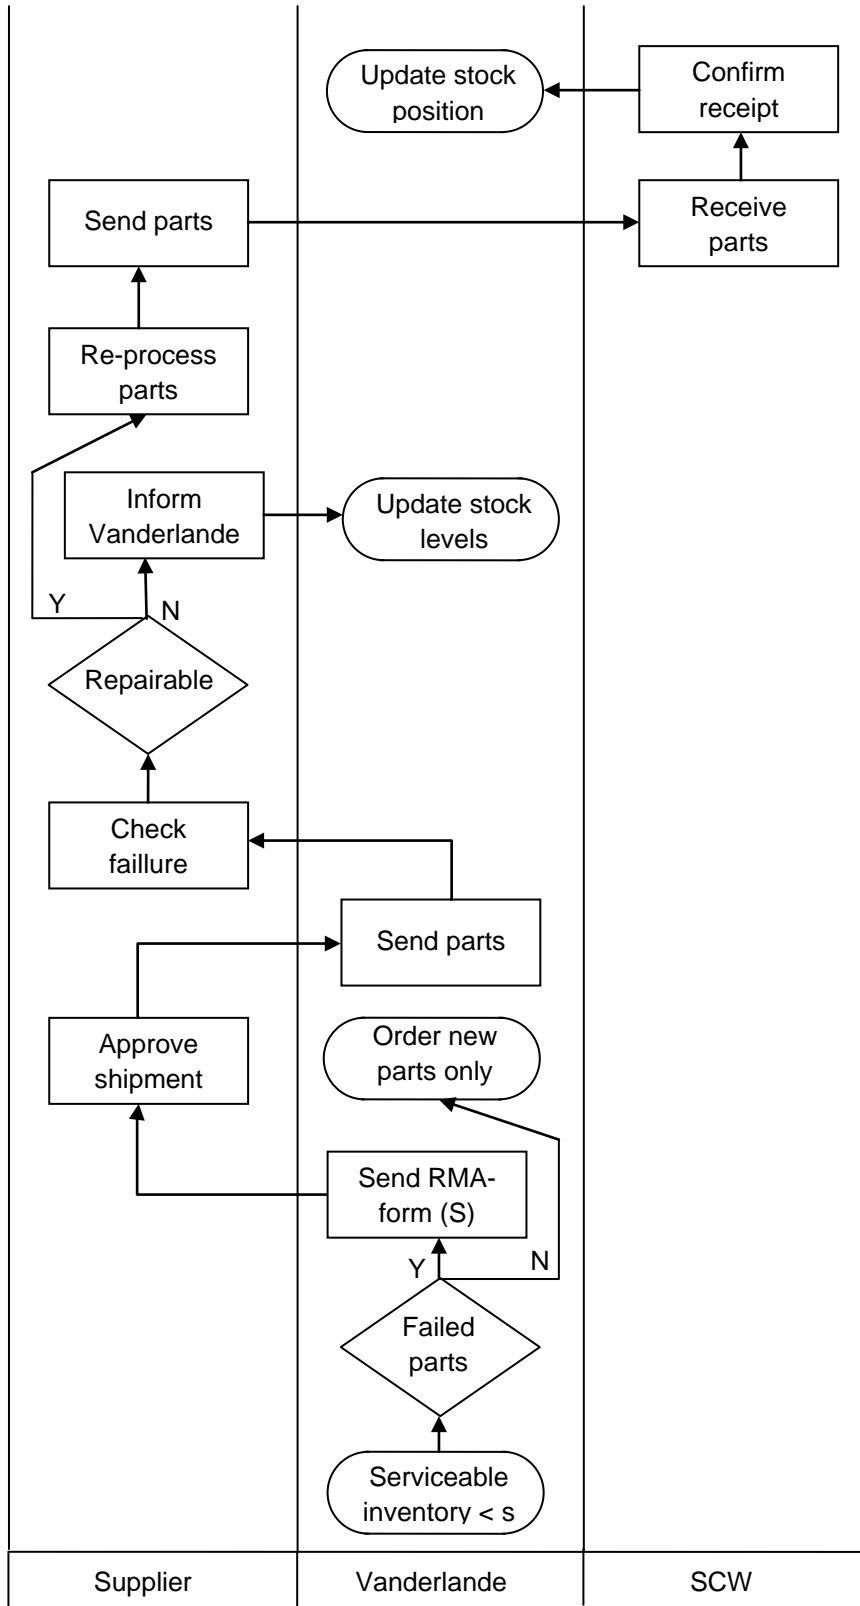 Update stock
position
Confirm
receipt
Send parts
Receive
parts
Re-process
parts
Inform
Vanderlande
Update stock
levels
Y
N
Repairable
Check
faillure
Send parts
Approve
shipment
Order new
parts only
Send RMA-
form (S)
Y
N
Failed
parts
Serviceable
inventory < s
Supplier
Vanderlande
SCW